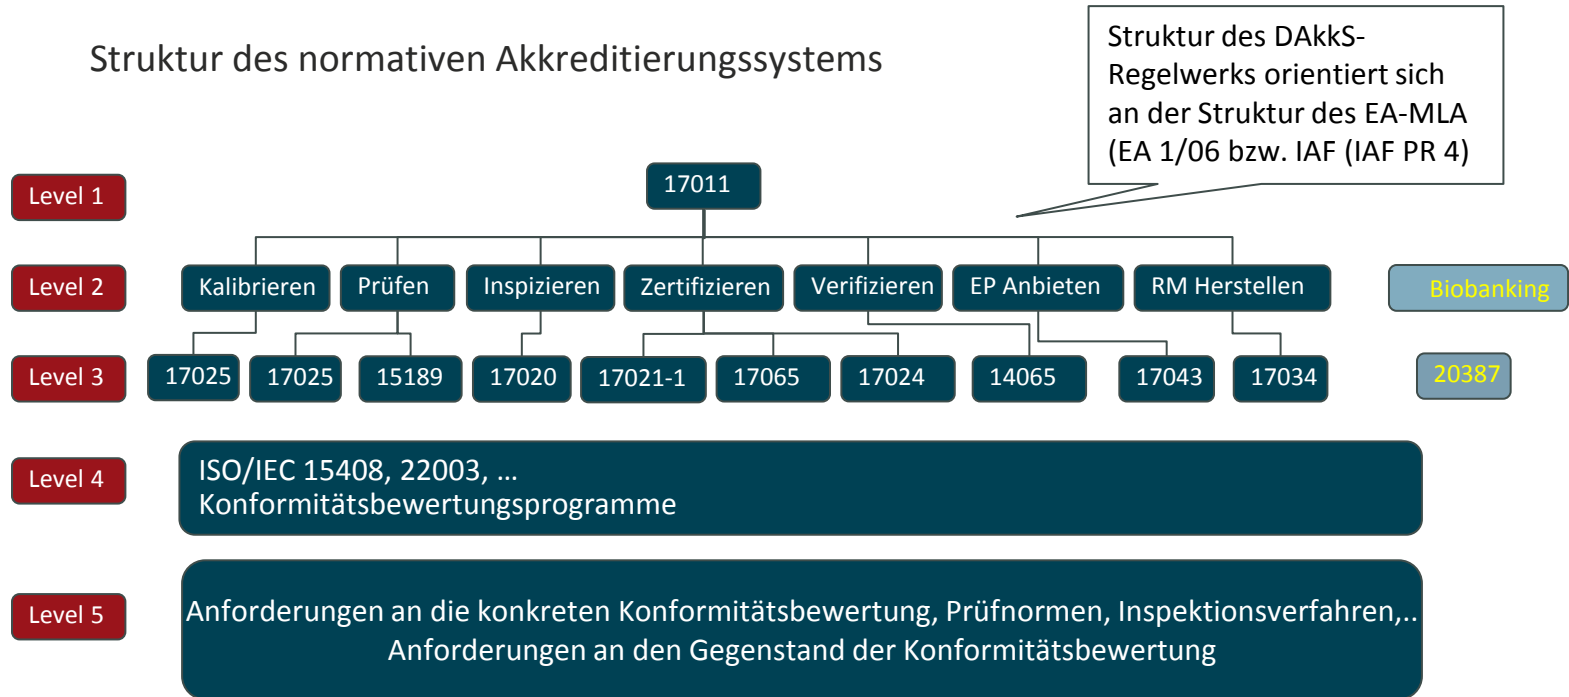 Struktur des normativen Akkreditierungssystems
Struktur des DAkkS-
Regelwerks orientiert sich
an der Struktur des EA-MLA
(EA 1/06 bzw. IAF (IAF PR 4)
Level 1
17011
Level 2
Kalibrieren
Prüfen
Inspizieren
Zertifizieren
Verifizieren
EP Anbieten
RM Herstellen
Biobanking
Level 3
17025
17025
15189
17020
17021-1
17065
17024
14065
17043
17034
20387
Level 4
ISO/IEC 15408, 22003, ...
Konformitätsbewertungsprogramme
Level 5
Anforderungen an die konkreten Konformitätsbewertung, Prüfnormen, Inspektionsverfahren,..
Anforderungen an den Gegenstand der Konformitätsbewertung